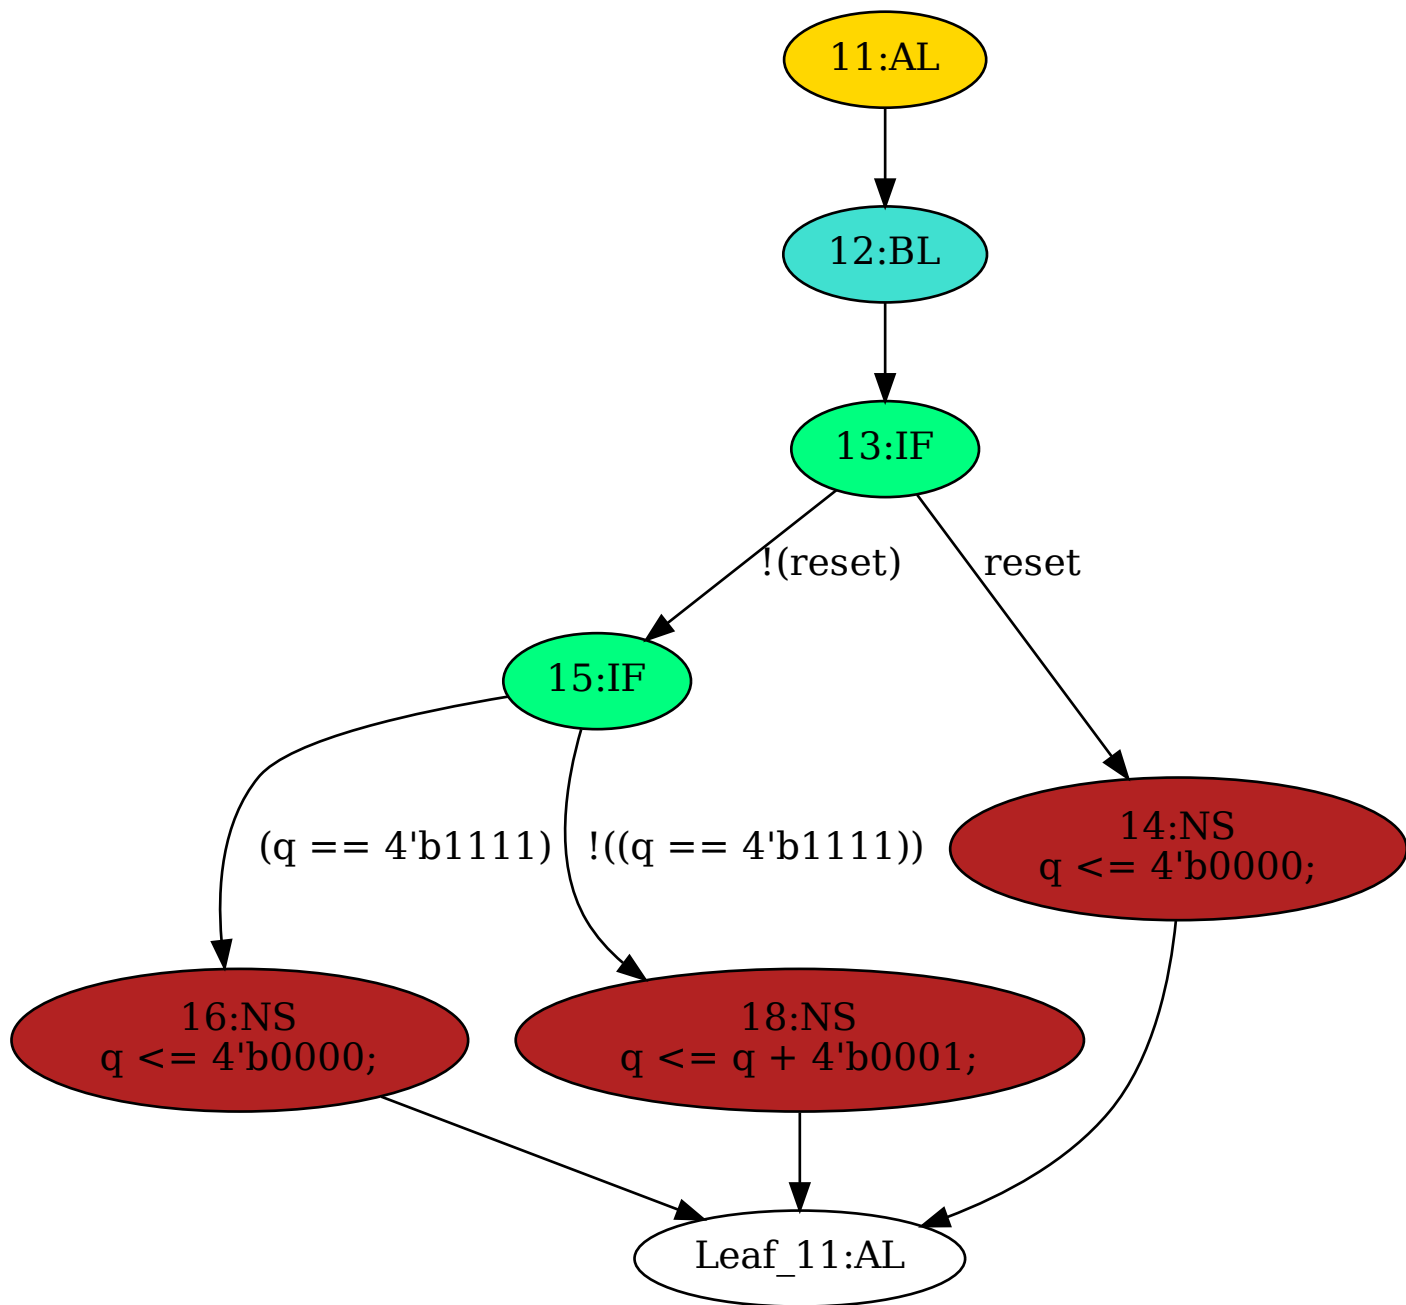 11:AL
12:BL
13:IF
!(reset)
reset
15:IF
(q == 4'b1111)
!((q == 4'b1111))
14:NS
q <= 4'b0000;
16:NS
q <= 4'b0000;
18:NS
q <= q + 4'b0001;
Leaf_11:AL